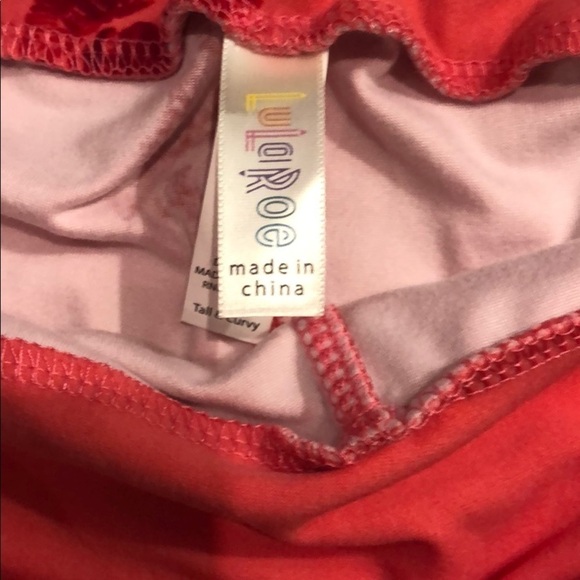 LuLaRoe
made in
china
Tall & Curvy